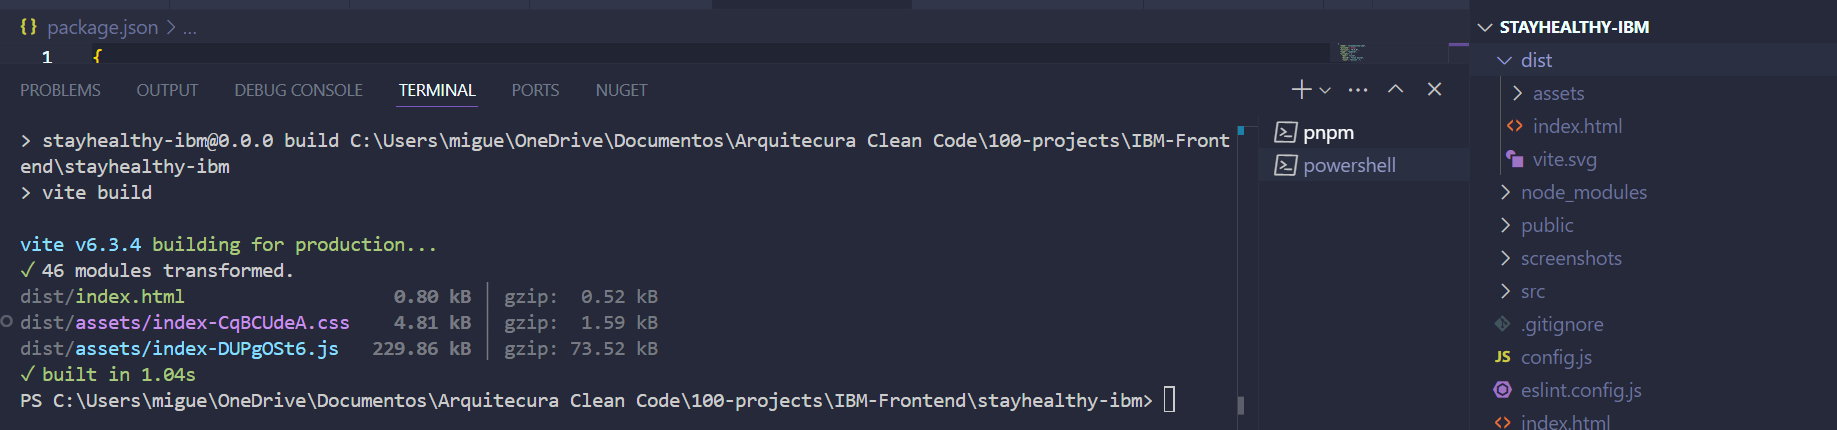 package.json > ...
1 {
PROBLEMS OUTPUT DEBUG CONSOLE TERMINAL PORTS NUGET
> stayhealthy-ibm@0.0.0 build C:\Users\migue\OneDrive\Documentos\Arquitecura Clean Code\100-projects\IBM-Front
end\stayhealthy-ibm
> vite build
vite v6.3.4 building for production...
✓ 46 modules transformed.
dist/index.html 0.80 kB │ gzip: 0.52 kB
dist/assets/index-CqBCUdeA.css 4.81 kB │ gzip: 1.59 kB
dist/assets/index-DUPgOSt6.js 229.86 kB │ gzip: 73.52 kB
✓ built in 1.04s
PS C:\Users\migue\OneDrive\Documentos\Arquitecura Clean Code\100-projects\IBM-Frontend\stayhealthy-ibm>
pnpm
powershell
STAYHEALTHY-IBM
dist
assets
index.html
vite.svg
node_modules
public
screenshots
src
.gitignore
JS config.js
eslint.config.js
index.html